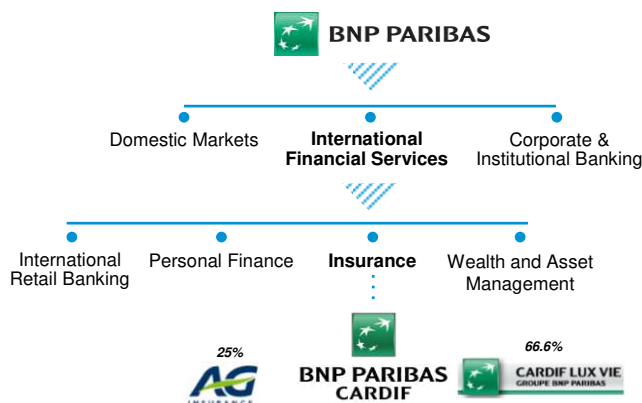 BNP PARIBAS
Domestic Markets
International
Financial Services
Corporate &
Institutional Banking
International
Retail Banking
Personal Finance
Insurance
Wealth and Asset
Management
25%
AG
INSURANCE
BNP PARIBAS
CARDIF
66.6%
CARDIF LUX VIE
GROUPE BNP PARIBAS